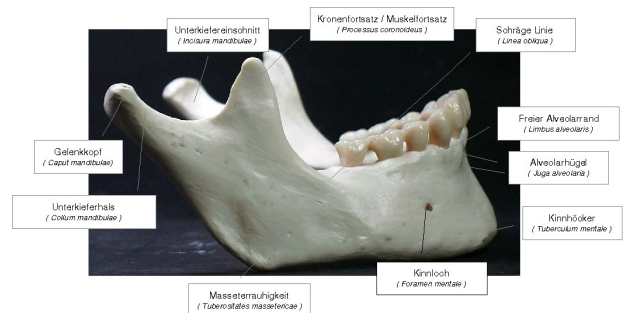 Kronenfortsatz / Muskelfortsatz
( Processus coronoideus )
Unterkiefereinschnitt
( Incisura mandibulae )
Schräge Linie
( Linea obliqua )
Freier Alveolarrand
( Limbus alveolaris )
Gelenkkopf
( Caput mandibulae)
Alveolarhügel
( Juga alveolaria )
Unterkieferhals
( Collum mandibulae )
Kinnhöcker
( Tuberculum mentale )
Kinnloch
( Foramen mentale )
Masseterrauhigkeit
( Tuberositates massetericae )